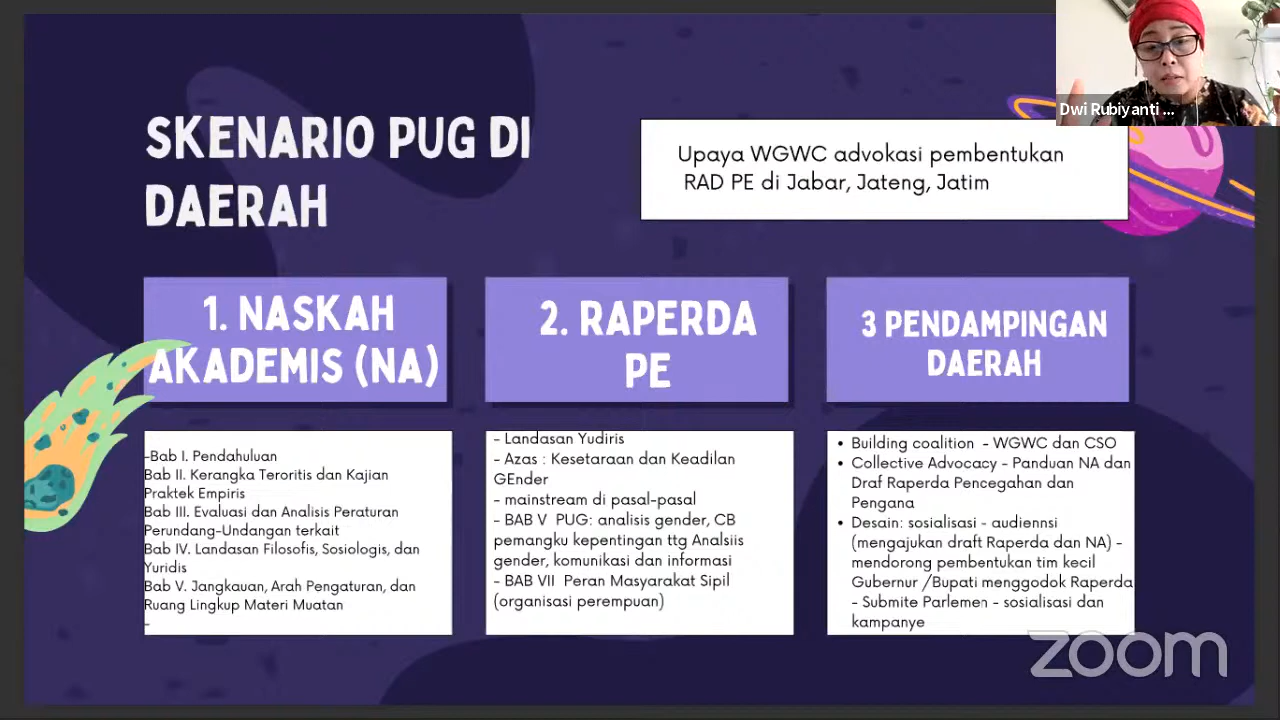 SKENARIO PUG DI
DAERAH
Upaya WGWC advokasi pembentukan
RAD PE di Jabar, Jateng, Jatim
Dwi Rubiyanti ...
1. NASKAH
AKADEMIS (NA)
2. RAPERDA
PE
3 PENDAMPINGAN
DAERAH
-Bab I. Pendahuluan
Bab II. Kerangka Teroritis dan Kajian
Praktek Empiris
Bab III. Evaluasi dan Analisis Peraturan
Perundang-Undangan terkait
Bab IV. Landasan Filosofis, Sosiologis, dan
Yuridis
Bab V. Jangkauan, Arah Pengaturan, dan
Ruang Lingkup Materi Muatan
-
- Landasan Yudiris
- Azas : Kesetaraan dan Keadilan
GEnder
- mainstream di pasal-pasal
- BAB V PUG: analisis gender, CB
pemangku kepentingan ttg Analsiis
gender, komunikasi dan informasi
- BAB VII Peran Masyarakat Sipil
(organisasi perempuan)
• Building coalition - WGWC dan CSO
• Collective Advocacy - Panduan NA dan
Draf Raperda Pencegahan dan
Pengana
• Desain: sosialisasi - audiennsi
(mengajukan draft Raperda dan NA) -
mendorong pembentukan tim kecil
Gubernur /Bupati menggodok Raperda
- Submite Parlemen - sosialisasi dan
kampanye
zoom